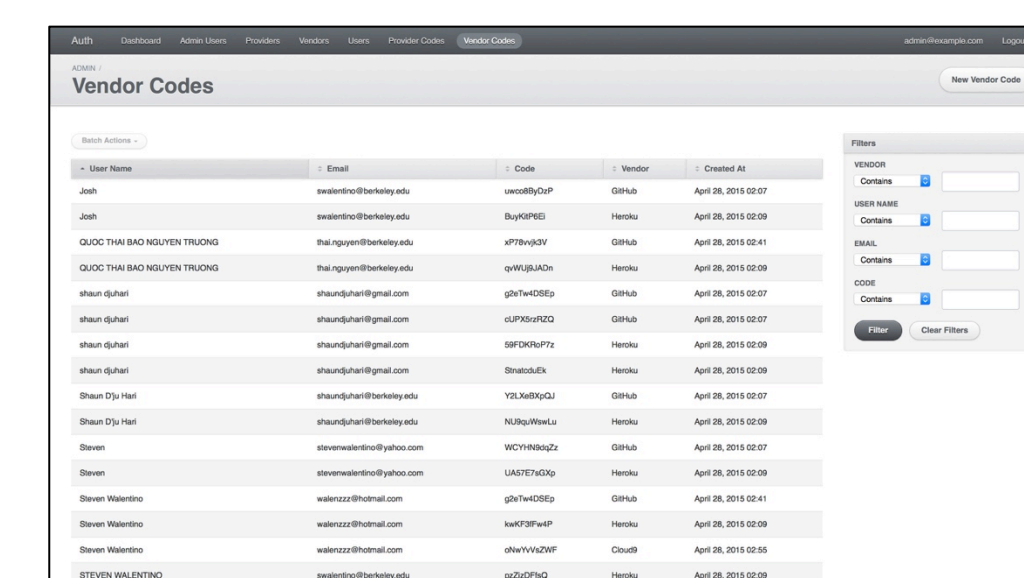 Auth Dashboard Admin Users Providers Vendors Users Provider Codes Vendor Codes admin@example.com Logou
ADMIN /
Vendor Codes
New Vendor Code
Batch Actions
User Name Email Code Vendor Created At
Josh swalentino@berkeley.edu uwco8ByDzP GitHub April 28, 2015 02:07
Josh swalentino@berkeley.edu BuyKitP6Ei Heroku April 28, 2015 02:09
QUOC THAI BAO NGUYEN TRUONG thai.nguyen@berkeley.edu xP78vvjk3V GitHub April 28, 2015 02:41
QUOC THAI BAO NGUYEN TRUONG thai.nguyen@berkeley.edu qvWUj9JADn Heroku April 28, 2015 02:09
shaun djuhari shaundjuhari@gmail.com g2eTw4DSEp GitHub April 28, 2015 02:07
shaun djuhari shaundjuhari@gmail.com cUPX5rzRZQ GitHub April 28, 2015 02:07
shaun djuhari shaundjuhari@gmail.com 59FDKRoP7z Heroku April 28, 2015 02:09
shaun djuhari shaundjuhari@gmail.com StnatcduEk Heroku April 28, 2015 02:09
Shaun D'ju Hari shaundjuhari@berkeley.edu Y2LXeBXpQJ GitHub April 28, 2015 02:07
Shaun D'ju Hari shaundjuhari@berkeley.edu NU9quWswLu Heroku April 28, 2015 02:09
Steven stevenwalentino@yahoo.com WCYHN9dqZz GitHub April 28, 2015 02:07
Steven stevenwalentino@yahoo.com UA57E7sGXp Heroku April 28, 2015 02:09
Steven Walentino walenzzz@hotmail.com g2eTw4DSEp GitHub April 28, 2015 02:41
Steven Walentino walenzzz@hotmail.com kwKF3fFw4P Heroku April 28, 2015 02:09
Steven Walentino walenzzz@hotmail.com oNwYvVsZWF Cloud9 April 28, 2015 02:55
STEVEN WALENTINO swalentino@berkeley.edu pzZizDFfsQ Heroku April 28, 2015 02:09
Filters
VENDOR
Contains
USER NAME
Contains
EMAIL
Contains
CODE
Contains
Filter Clear Filters